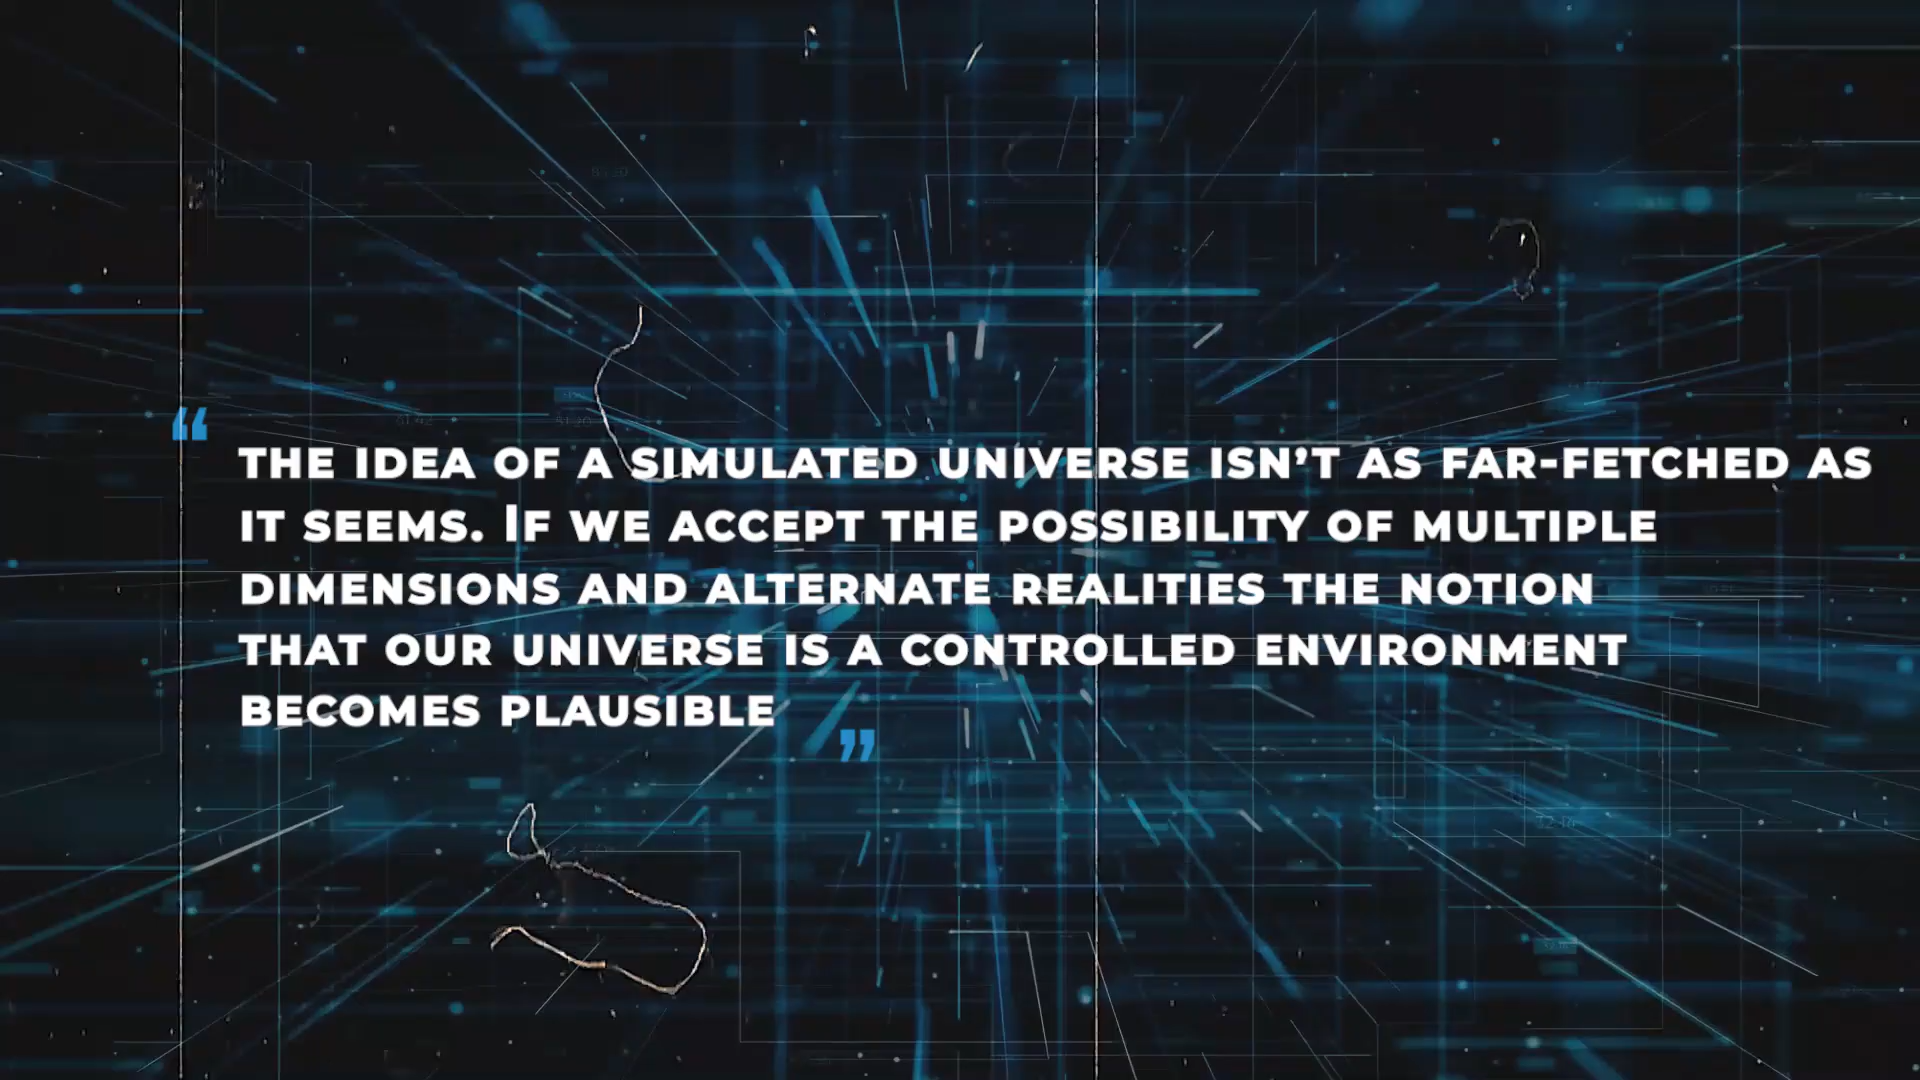 “THE IDEA OF A SIMULATED UNIVERSE ISN’T AS FAR-FETCHED AS
IT SEEMS. IF WE ACCEPT THE POSSIBILITY OF MULTIPLE
DIMENSIONS AND ALTERNATE REALITIES THE NOTION
THAT OUR UNIVERSE IS A CONTROLLED ENVIRONMENT
BECOMES PLAUSIBLE”